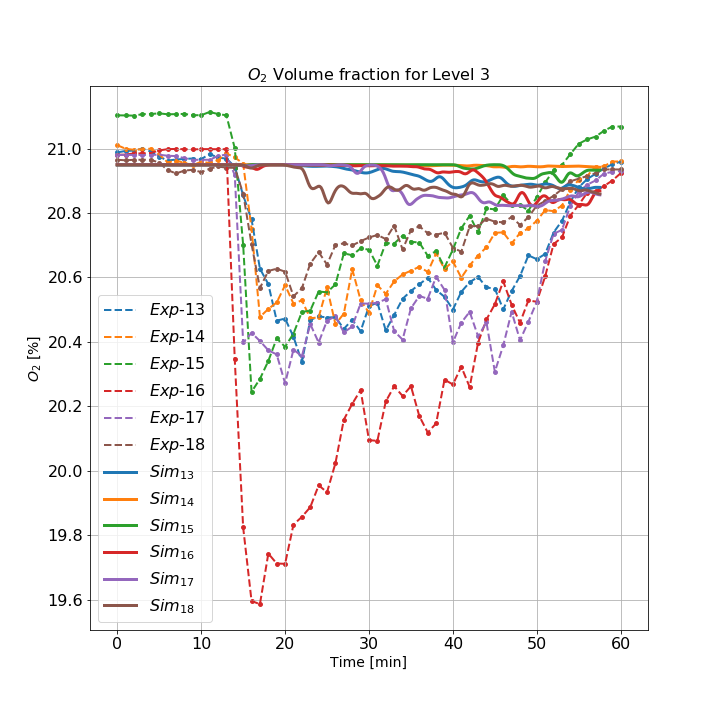 O2 Volume fraction for Level 3
21.0
20.8
20.6
20.4
20.2
20.0
19.8
19.6
O2 [%]
Exp-13
Exp-14
Exp-15
Exp-16
Exp-17
Exp-18
Sim13
Sim14
Sim15
Sim16
Sim17
Sim18
0 10 20 30 40 50 60
Time [min]